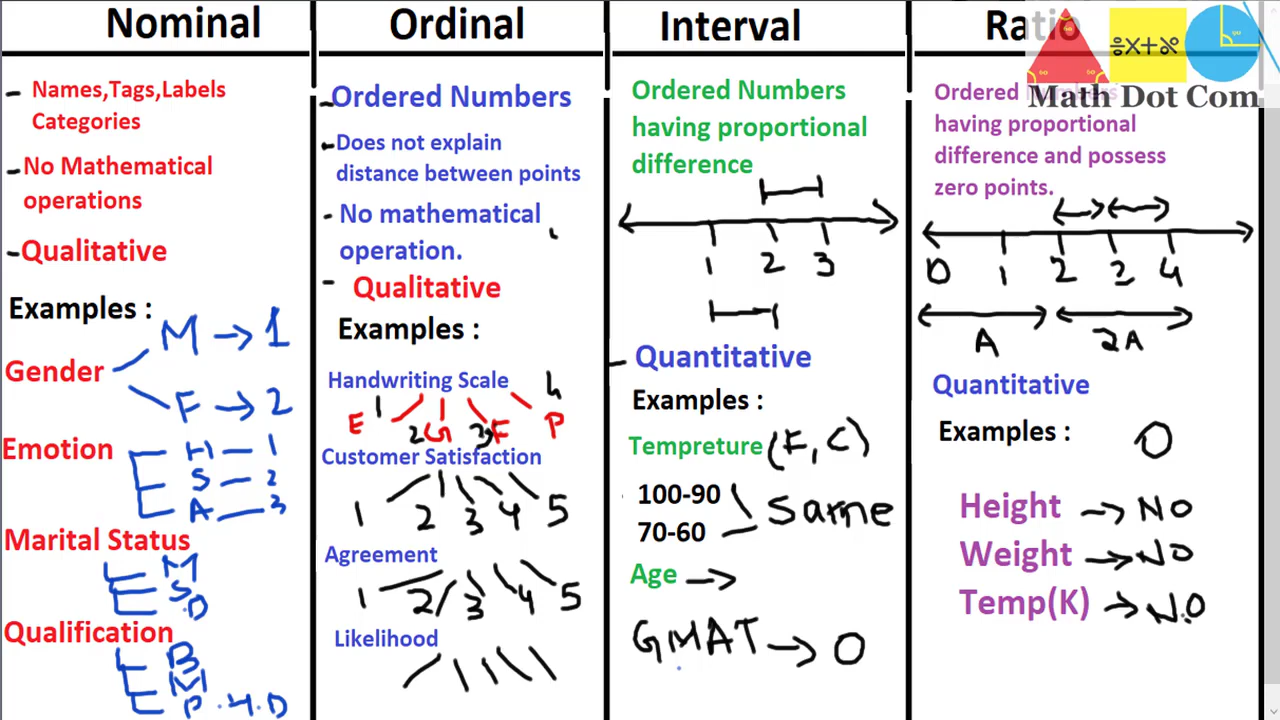 Nominal
Names,Tags,Labels
Categories
No Mathematical
operations
Qualitative
Examples :
Gender
M → 1
F → 2
Emotion
H — 1
S — 2
A — 3
Marital Status
M
S
D
Qualification
B
M
P.H.D
Ordinal
Ordered Numbers
Does not explain
distance between points
No mathematical
operation.
Qualitative
Examples :
Handwriting Scale
1 2 3 4
E G F P
Customer Satisfaction
1 2 3 4 5
Agreement
1 2 3 4 5
Likelihood
Interval
Ordered Numbers
having proportional
difference
1 2 3
Quantitative
Examples :
Tempreture (F, C)
100-90
70-60
Same
Age →
GMAT → 0
Ratio
÷X+%
Math Dot Com
Ordered Numbers
having proportional
difference and possess
zero points.
0 1 2 2 4
A 2A
Quantitative
Examples : 0
Height → NO
Weight → NO
Temp(K) → N.O